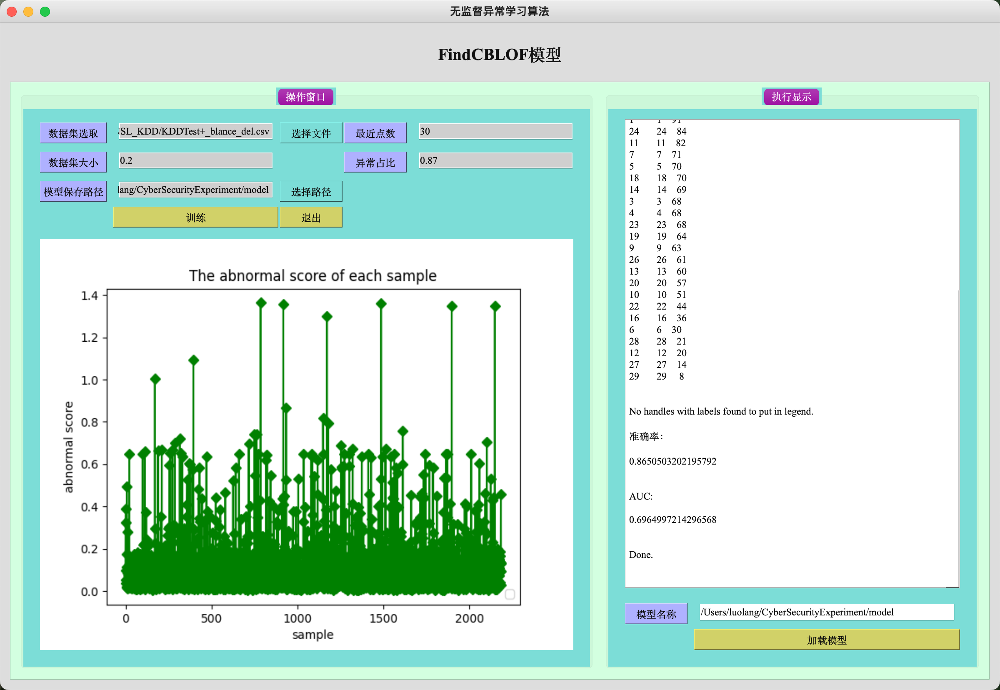 无监督异常学习算法
FindCBLOF模型
操作窗口
数据集选取 SL_KDD/KDDTest+_blance_del.csv 选择文件 最近点数 30
数据集大小 0.2 异常占比 0.87
模型保存路径 lang/CyberSecurityExperiment/model 选择路径
训练 退出
The abnormal score of each sample
1.4
1.2
1.0
0.8
0.6
0.4
0.2
0.0
abnormal score
0 500 1000 1500 2000
sample
执行显示
1 1 91
24 24 84
11 11 82
7 7 71
5 5 70
18 18 70
14 14 69
3 3 68
4 4 68
23 23 68
19 19 64
9 9 63
26 26 61
13 13 60
20 20 57
10 10 51
22 22 44
16 16 36
6 6 30
28 28 21
12 12 20
27 27 14
29 29 8
No handles with labels found to put in legend.
准确率：
0.8650503202195792
AUC:
0.6964997214296568
Done.
模型名称 /Users/luolang/CyberSecurityExperiment/model
加载模型